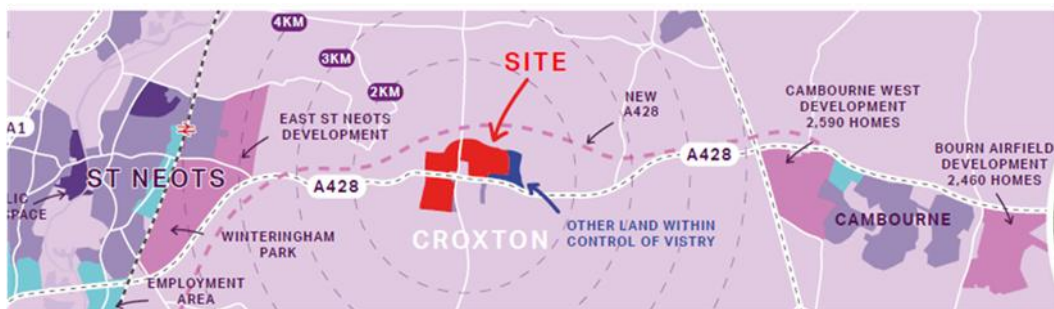 4KM
3KM
2KM
SITE
A1
EAST ST NEOTS
DEVELOPMENT
NEW
A428
CAMBOURNE WEST
DEVELOPMENT
2,590 HOMES
BOURN AIRFIELD
DEVELOPMENT
2,460 HOMES
A428
ST NEOTS
A428
LIC
SPACE
CROXTON
OTHER LAND WITHIN
CONTROL OF VISTRY
CAMBOURNE
WINTERINGHAM
PARK
EMPLOYMENT
AREA